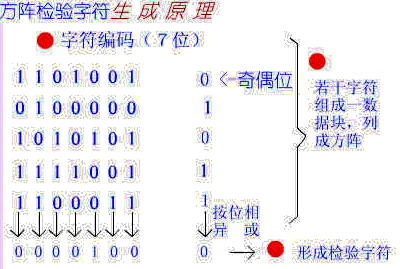 方阵检验字符生成原理
字符编码（7位）
1 1 0 1 0 0 1 0 <-奇偶位
0 1 0 0 0 0 0 1
1 0 1 0 1 0 1 0
1 1 1 1 0 0 1 1
1 1 0 0 0 1 1 1
若干字符
组成一数
据块，列
成方阵
按位相
异 或
0 0 0 0 1 0 0 0
形成检验字符